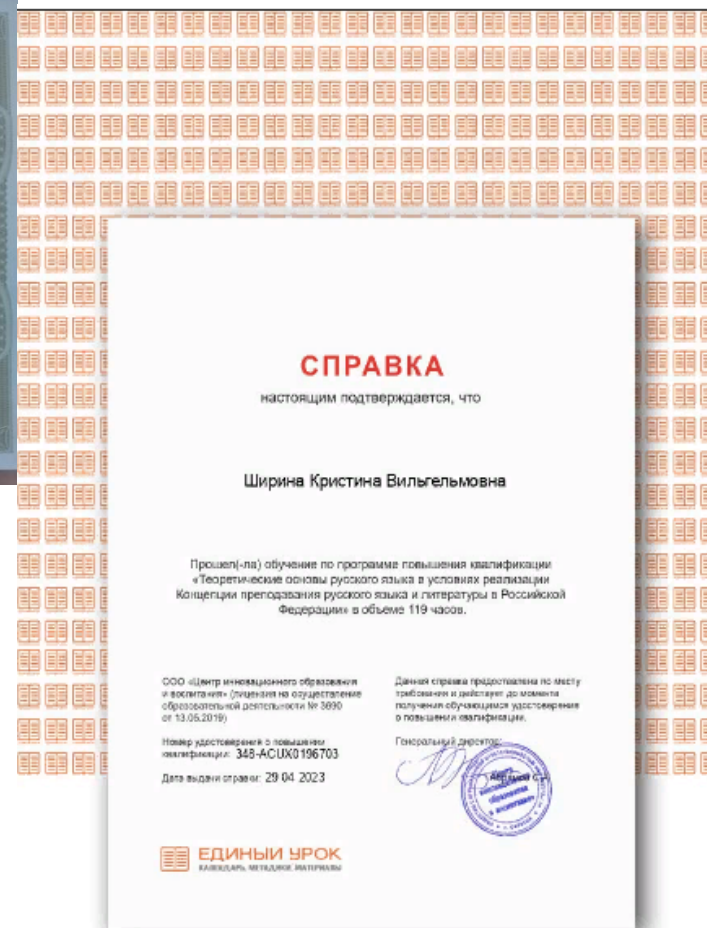 СПРАВКА
настоящим подтверждается, что
Ширина Кристина Вильгельмовна
Прошел(-ла) обучение по программе повышения квалификации
«Теоретические основы русского языка в условиях реализации
Концепции преподавания русского языка и литературы в Российской
Федерации» в объеме 119 часов.
ООО «Центр инновационного образования
и воспитания» (лицензия на осуществление
образовательной деятельности № 3690
от 13.05.2019)
Номер удостоверения о повышении
квалификации: 348-ACUX0196703
Дата выдачи справки: 29 04 2023
Данная справка предоставлена по месту
требования и действует до момента
получения обучающимся удостоверения
о повышении квалификации.
Генеральный директор:
образования
и воспитания»
ЕДИНЫЙ УРОК
КАЛЕНДАРЬ, МЕТОДИКИ, МАТЕРИАЛЫ